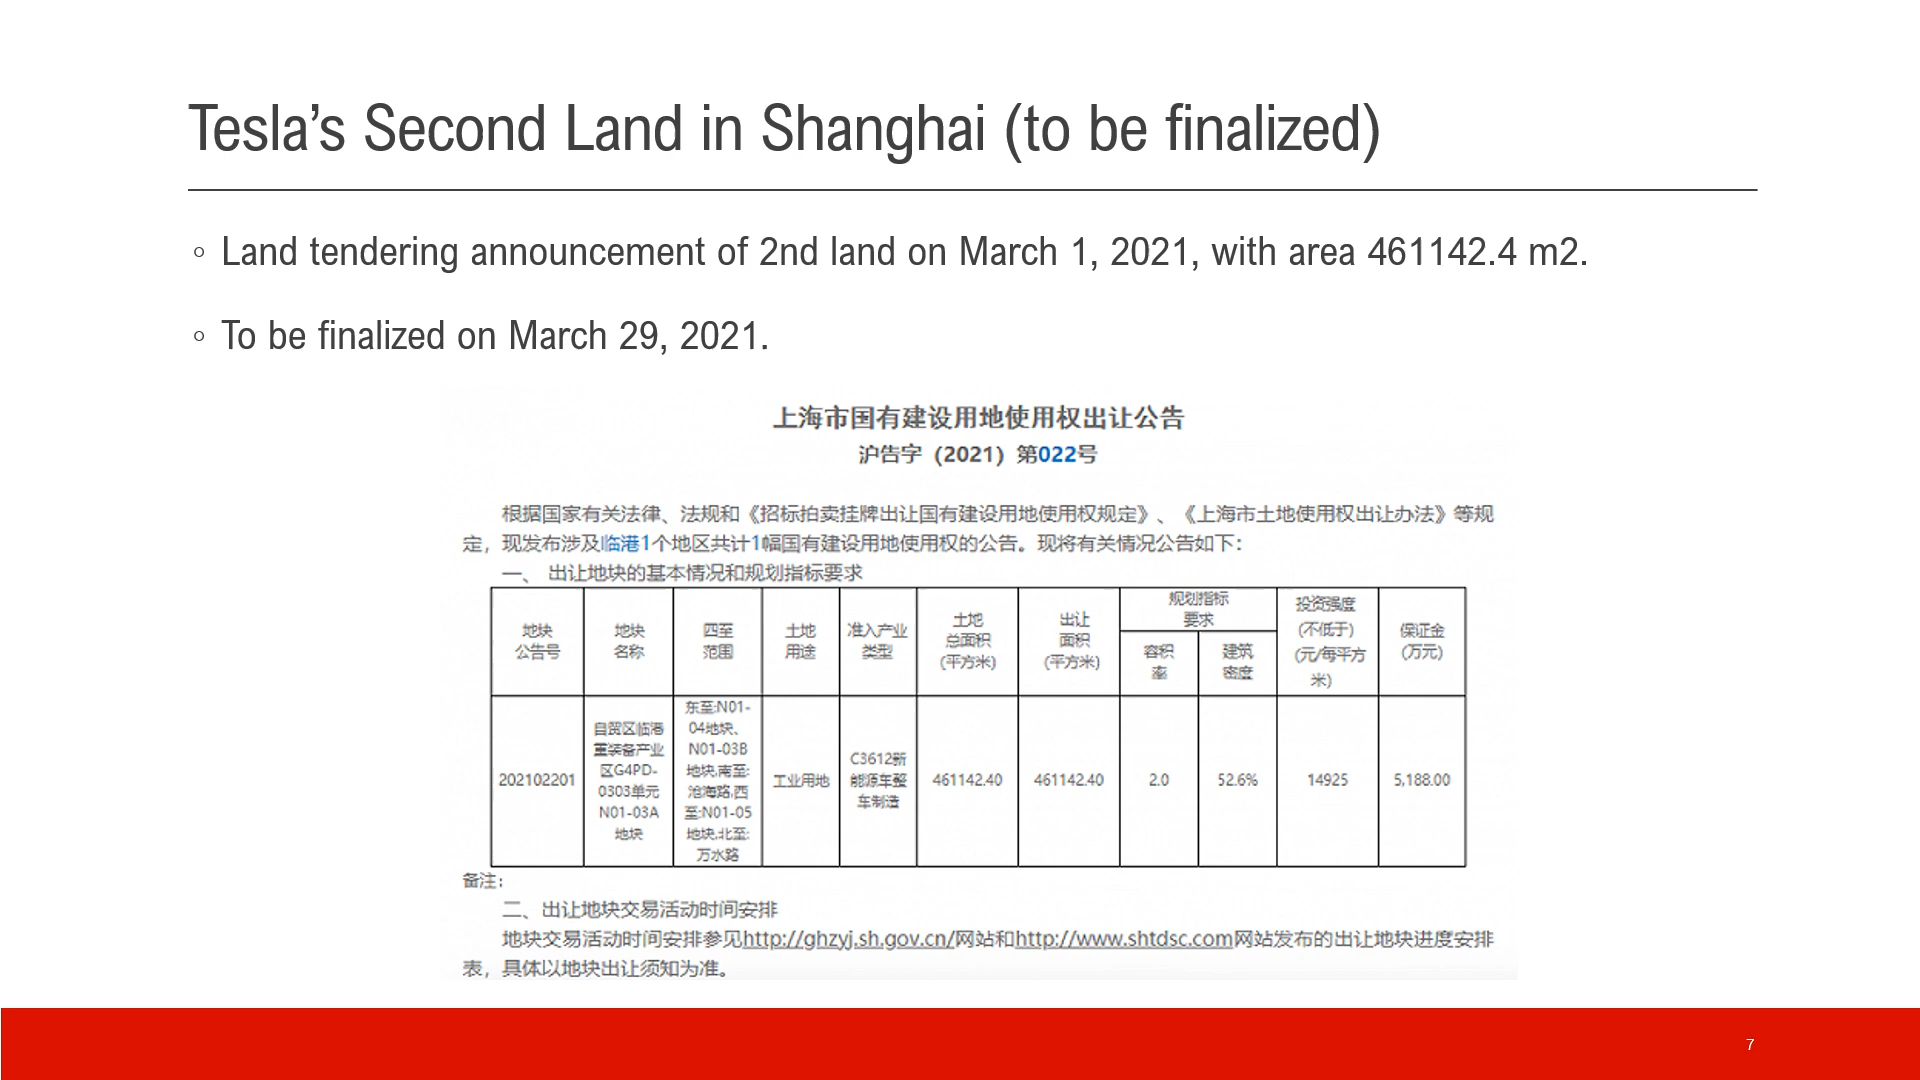 Tesla’s Second Land in Shanghai (to be finalized)
◦ Land tendering announcement of 2nd land on March 1, 2021, with area 461142.4 m2.
◦ To be finalized on March 29, 2021.
上海市国有建设用地使用权出让公告
沪告字（2021）第022号
根据国家有关法律、法规和《招标拍卖挂牌出让国有建设用地使用权规定》、《上海市土地使用权出让办法》等规
定，现发布涉及临港1个地区共计1幅国有建设用地使用权的公告。现将有关情况公告如下：
一、 出让地块的基本情况和规划指标要求
地块
公告号
地块
名称
四至
范围
土地
用途
准入产业
类型
土地
总面积
(平方米)
出让
面积
(平方米)
规划指标
要求
容积
率
建筑
密度
投资强度
(不低于)
(元/每平方
米)
保证金
(万元)
202102201
自贸区临港
重装备产业
区G4PD-
0303单元
N01-03A
地块
东至:N01-
04地块、
N01-03B
地块,南至:
沧海路,西
至:N01-05
地块,北至:
万水路
工业用地
C3612新
能源车整
车制造
461142.40
461142.40
2.0
52.6%
14925
5,188.00
备注：
二、出让地块交易活动时间安排
地块交易活动时间安排参见http://ghzyj.sh.gov.cn/网站和http://www.shtdsc.com网站发布的出让地块进度安排
表，具体以地块出让须知为准。
7